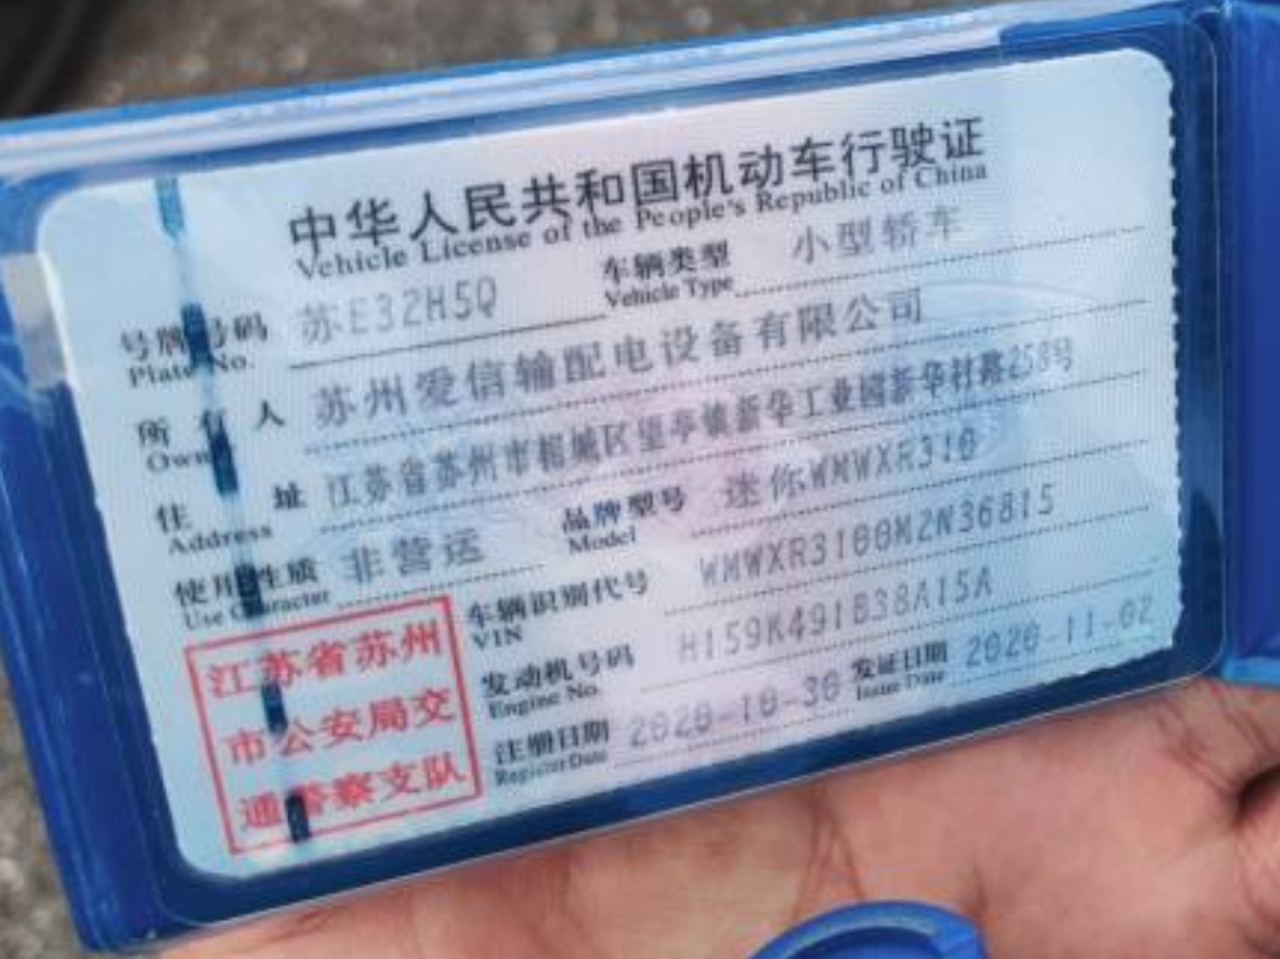 中华人民共和国机动车行驶证
Vehicle License of the People's Republic of China
号牌号码 苏E32H5Q 车辆类型 小型轿车
Plate No. Vehicle Type
所有人 苏州爱信输配电设备有限公司
Owner
住址 江苏省苏州市相城区望亭镇新华工业园新华村路258号
Address
使用性质 非营运 品牌型号 迷你WMWXR310
Use Character Model
车辆识别代号 WMWXR3100M2N36815
VIN
发动机号码 H159K491B38A15A
Engine No.
注册日期 2020-10-30 发证日期 2020-11-02
Register Date Issue Date
江苏省苏州
市公安局交
通警察支队